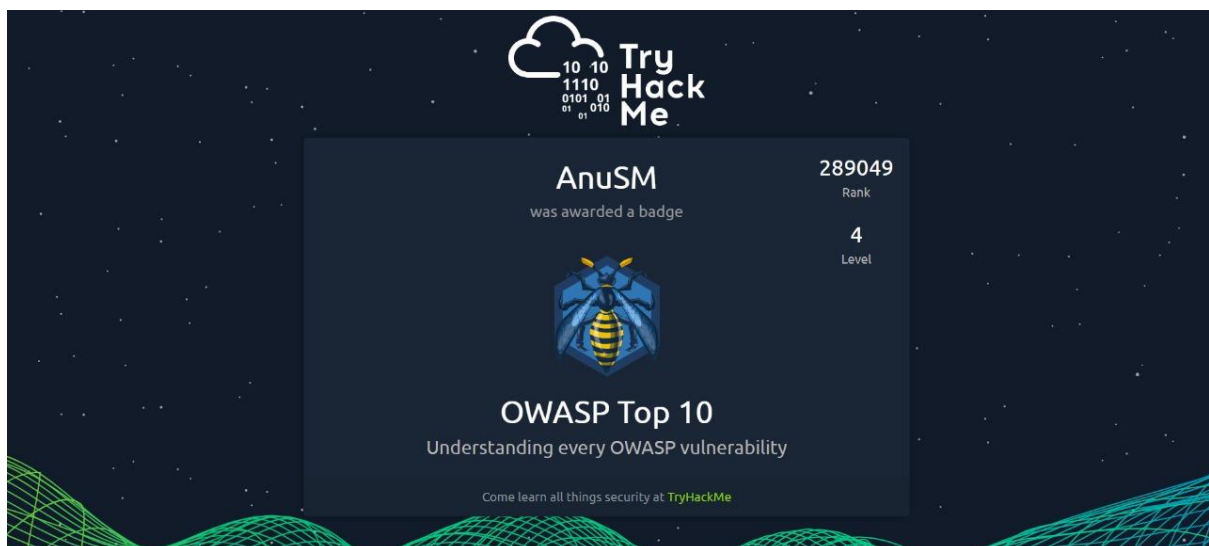 10 10
1110
0101 01
01 010
01
Try
Hack
Me
AnuSM
was awarded a badge
289049
Rank
4
Level
OWASP Top 10
Understanding every OWASP vulnerability
Come learn all things security at TryHackMe